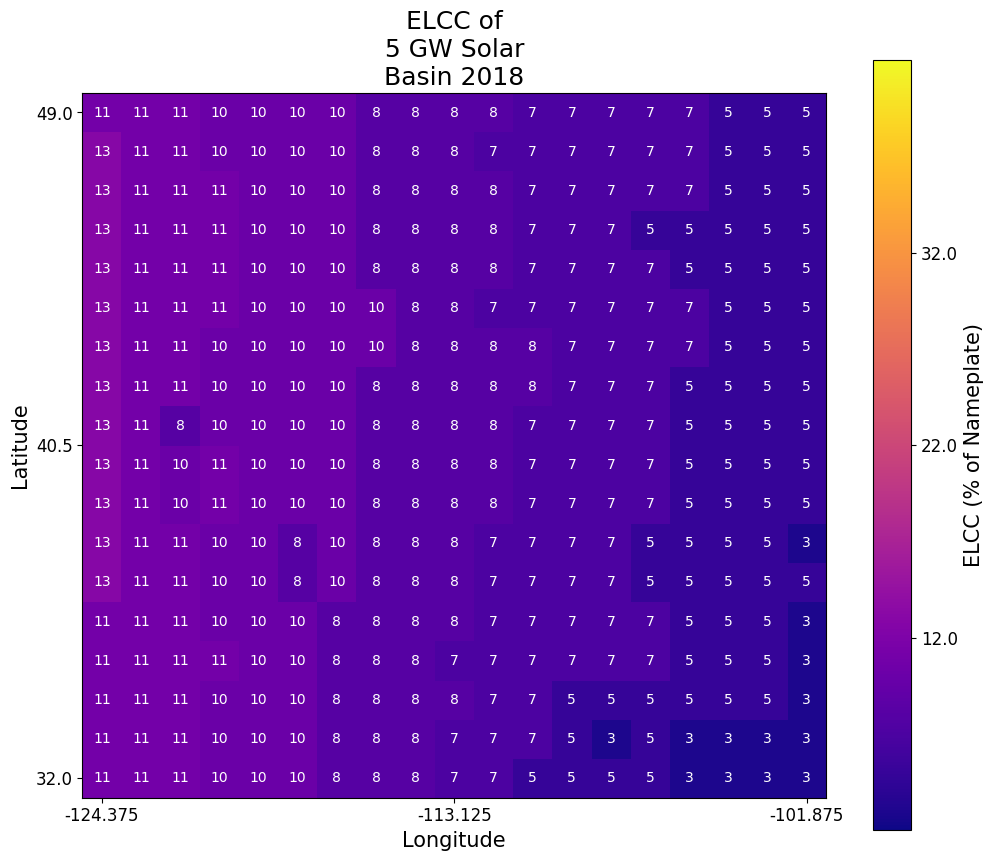 ELCC of
5 GW Solar
Basin 2018
49.0
11 11 11 10 10 10 10 8 8 8 8 7 7 7 7 7 5 5 5
13 11 11 10 10 10 10 8 8 8 7 7 7 7 7 7 5 5 5
13 11 11 11 10 10 10 8 8 8 8 7 7 7 7 7 5 5 5
13 11 11 11 10 10 10 8 8 8 8 7 7 7 5 5 5 5 5
13 11 11 11 10 10 10 8 8 8 8 7 7 7 7 5 5 5 5
13 11 11 11 10 10 10 10 8 8 7 7 7 7 7 7 5 5 5
13 11 11 10 10 10 10 10 8 8 8 8 7 7 7 7 5 5 5
13 11 11 10 10 10 10 8 8 8 8 8 7 7 7 5 5 5 5
13 11 8 10 10 10 10 8 8 8 8 7 7 7 7 5 5 5 5
40.5
13 11 10 11 10 10 10 8 8 8 8 7 7 7 7 5 5 5 5
13 11 10 11 10 10 10 8 8 8 8 7 7 7 7 5 5 5 5
13 11 11 10 10 8 10 8 8 8 7 7 7 7 5 5 5 5 3
13 11 11 10 10 8 10 8 8 8 7 7 7 7 5 5 5 5 5
11 11 11 10 10 10 8 8 8 8 7 7 7 7 7 5 5 5 3
11 11 11 11 10 10 8 8 8 7 7 7 7 7 7 5 5 5 3
11 11 11 10 10 10 8 8 8 8 7 7 5 5 5 5 5 5 3
11 11 11 10 10 10 8 8 8 7 7 7 5 3 5 3 3 3 3
32.0
11 11 11 10 10 10 8 8 8 7 7 5 5 5 5 3 3 3 3
-124.375
-113.125
-101.875
Longitude
Latitude
32.0
22.0
12.0
ELCC (% of Nameplate)